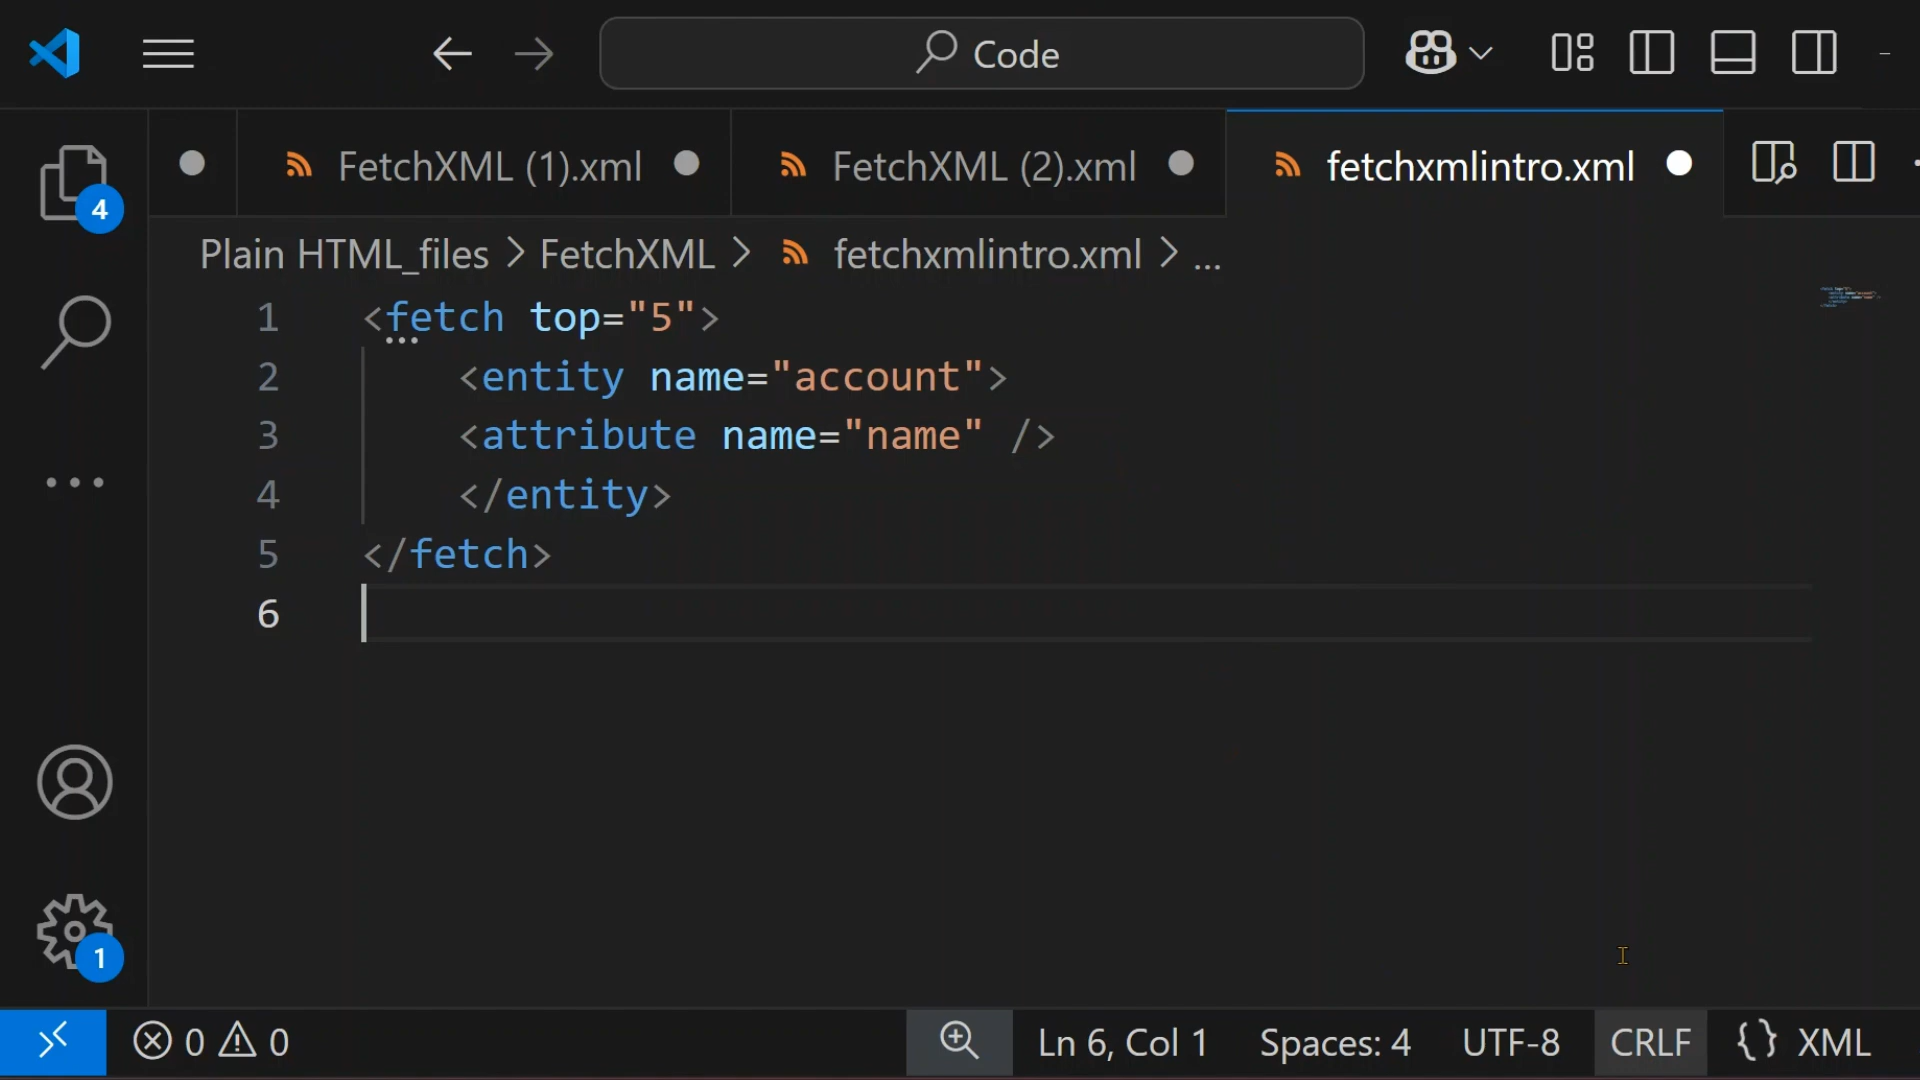 Code
FetchXML (1).xml
FetchXML (2).xml
fetchxmlintro.xml
Plain HTML_files > FetchXML > fetchxmlintro.xml > ...
1 <fetch top="5">
2 <entity name="account">
3 <attribute name="name" />
4 </entity>
5 </fetch>
6
4
1
0 0
Ln 6, Col 1
Spaces: 4
UTF-8
CRLF
{} XML